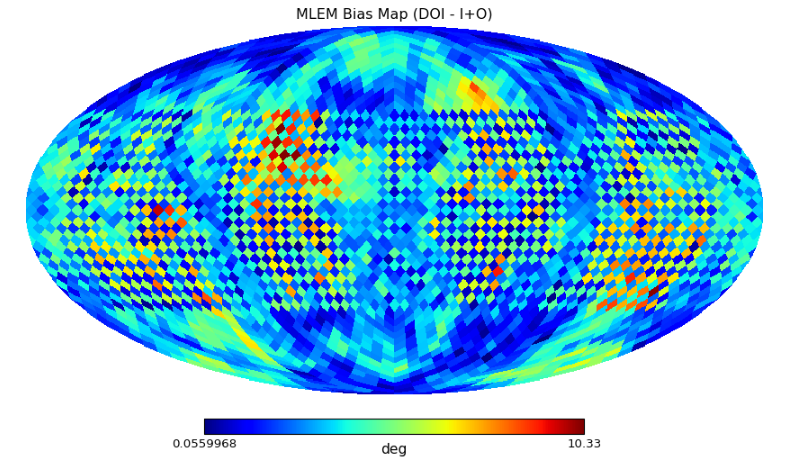 MLEM Bias Map (DOI - I+O)
0.0559968
10.33
deg